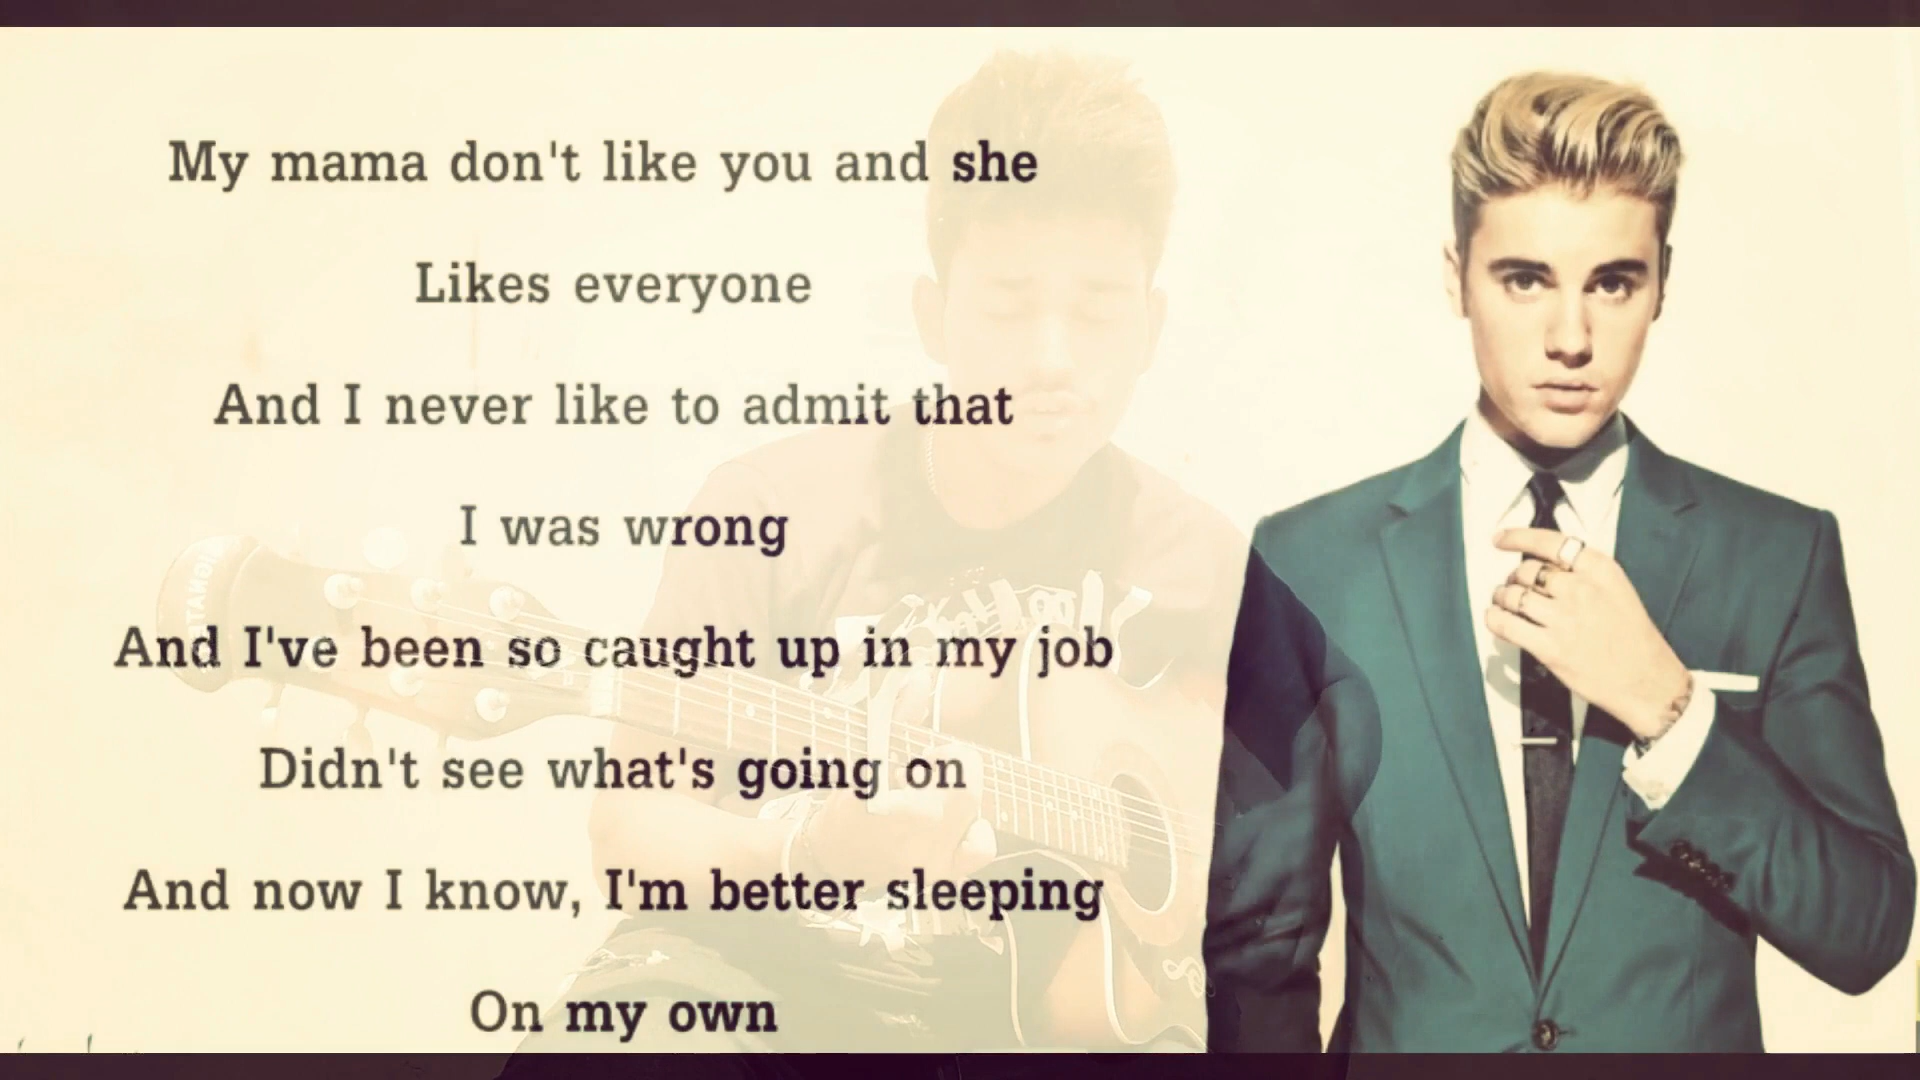 My mama don't like you and she
Likes everyone
And I never like to admit that
I was wrong
And I've been so caught up in my job
Didn't see what's going on
And now I know, I'm better sleeping
On my own